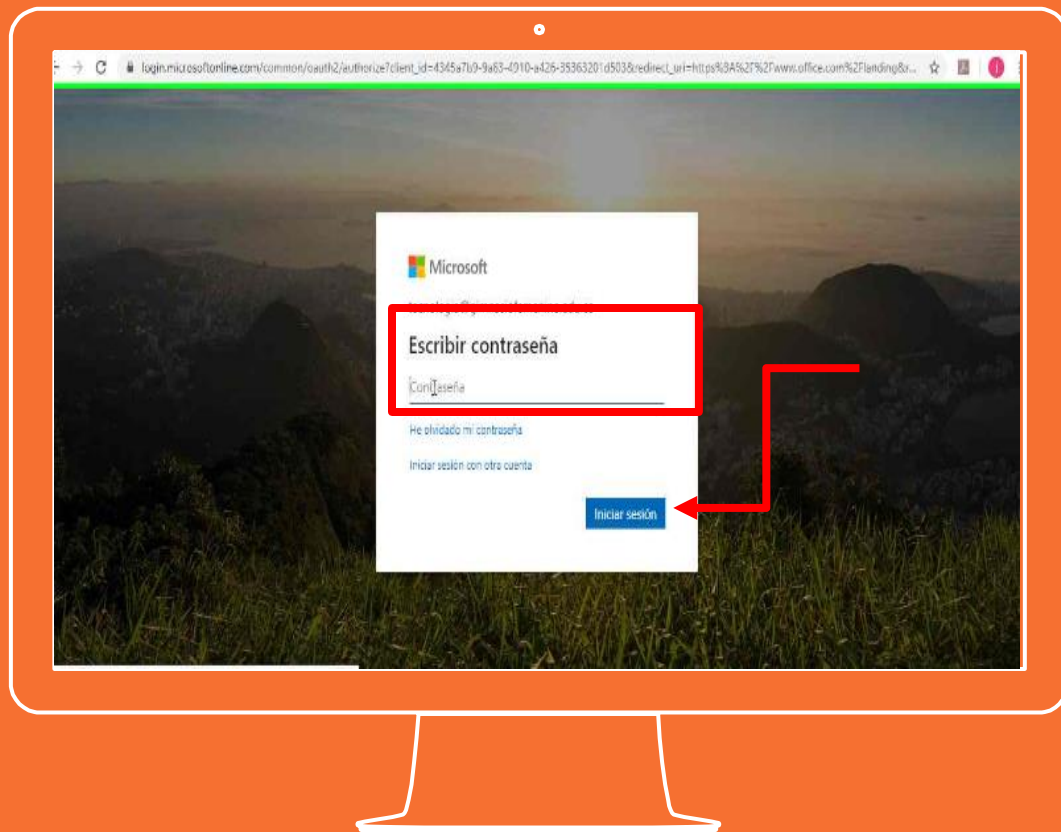 login.microsoftonline.com/common/oauth2/authorize?client_id=4345a7b9-9a63-4910-a426-35363201d503&redirect_uri=https%3A%2F%2Fwww.office.com%2Flanding&r...
Microsoft
Escribir contraseña
Contraseña
He olvidado mi contraseña
Iniciar sesión con otra cuenta
Iniciar sesión